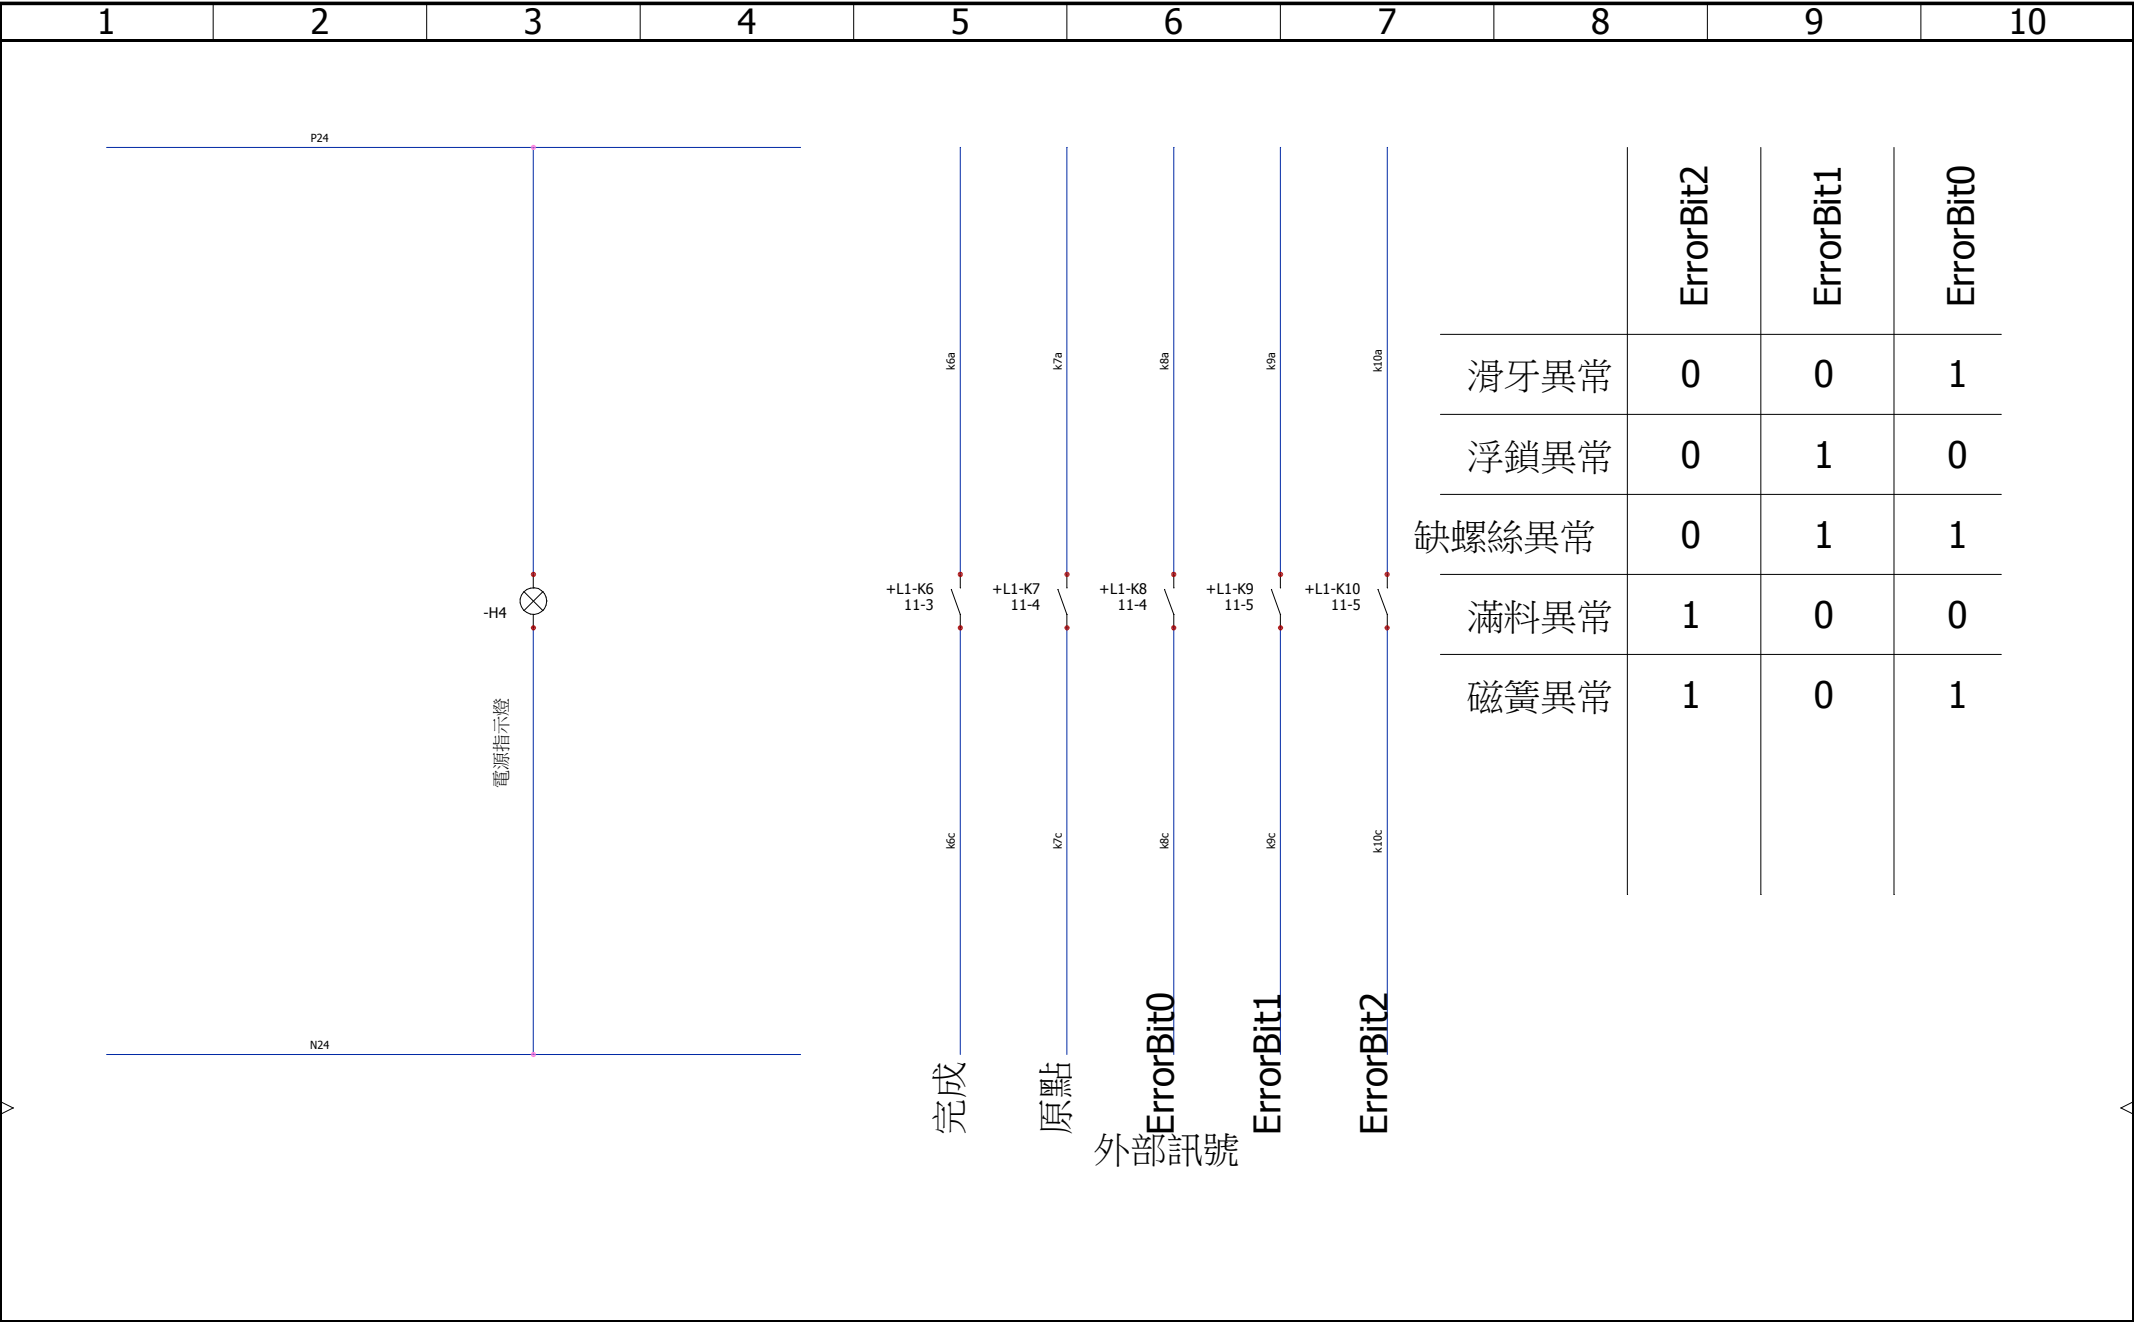 1 2 3 4 5 6 7 8 9 10
P24
ErrorBit2 ErrorBit1 ErrorBit0
k6a k7a k8a k9a k10a
滑牙異常 0 0 1
浮鎖異常 0 1 0
缺螺絲異常 0 1 1
-H4
+L1-K6 +L1-K7 +L1-K8 +L1-K9 +L1-K10
11-3 11-4 11-4 11-5 11-5
滿料異常 1 0 0
磁簧異常 1 0 1
電源指示燈
k6c k7c k8c k9c k10c
N24
完成 原點 ErrorBit0 ErrorBit1 ErrorBit2
外部訊號